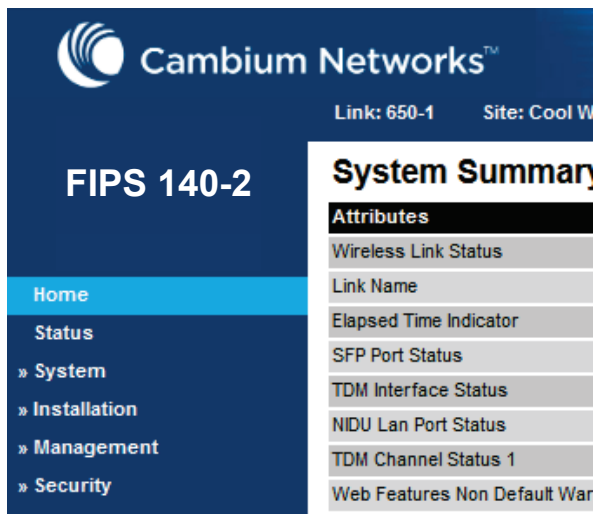 Cambium Networks™
Link: 650-1 Site: Cool
FIPS 140-2
System Summary
Attributes
Wireless Link Status
Link Name
Elapsed Time Indicator
SFP Port Status
TDM Interface Status
NIDU Lan Port Status
TDM Channel Status 1
Web Features Non Default
Home
Status
» System
» Installation
» Management
» Security